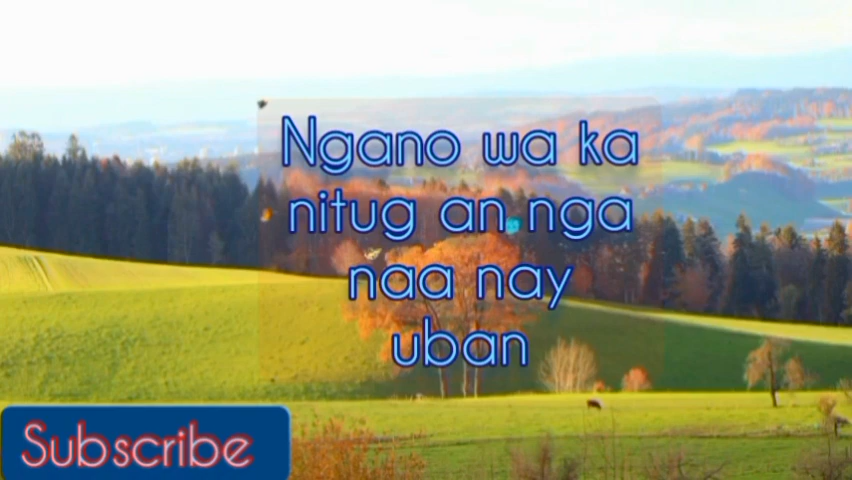 Ngano wa ka
nitug an nga
naa nay
uban
Subscribe